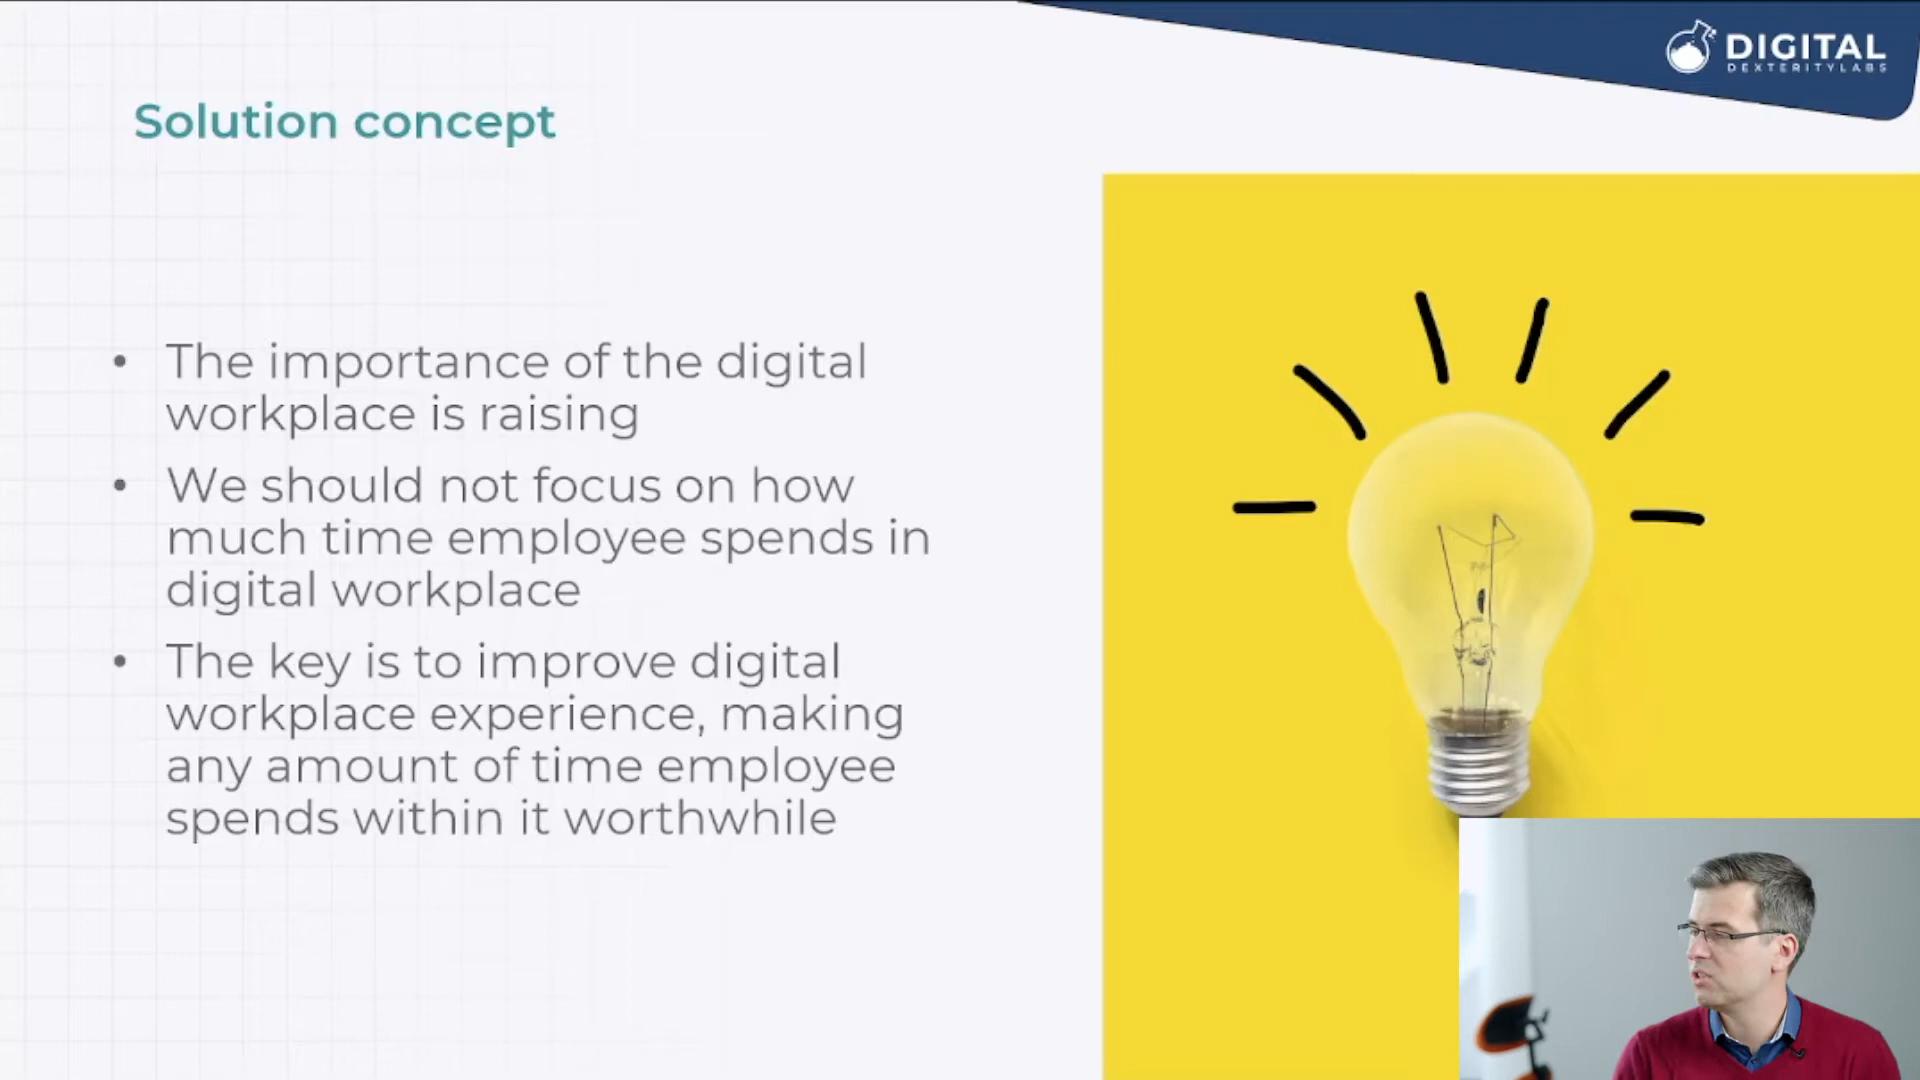 DIGITAL
DEXTERITYLABS
Solution concept
• The importance of the digital
workplace is raising
• We should not focus on how
much time employee spends in
digital workplace
• The key is to improve digital
workplace experience, making
any amount of time employee
spends within it worthwhile